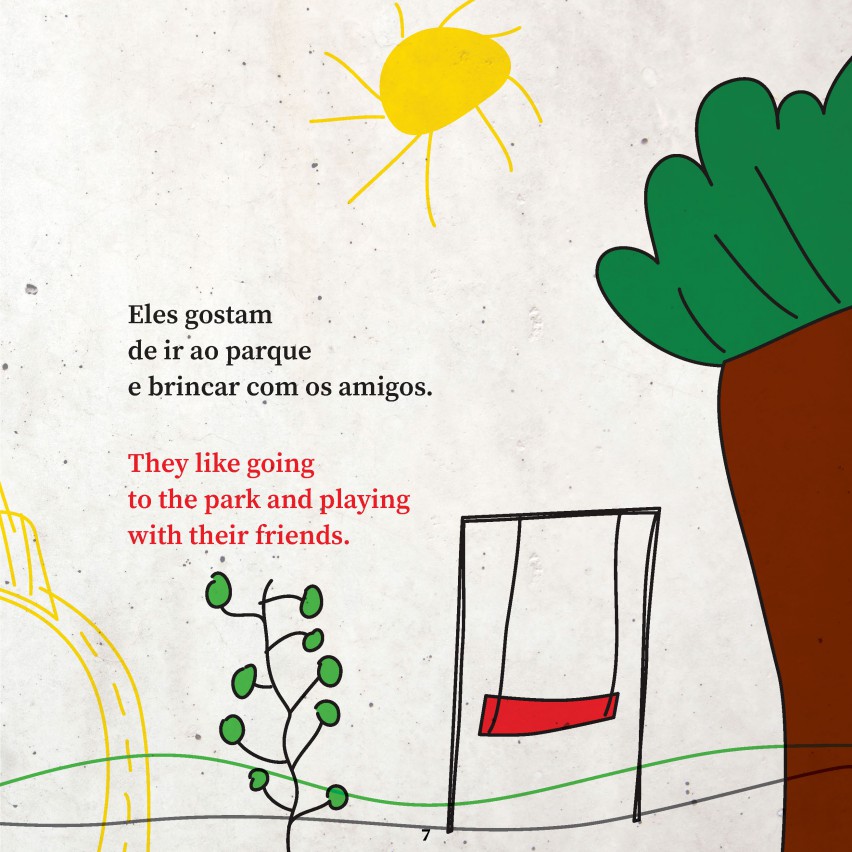 Eles gostam
de ir ao parque
e brincar com os amigos.
They like going
to the park and playing
with their friends.
7